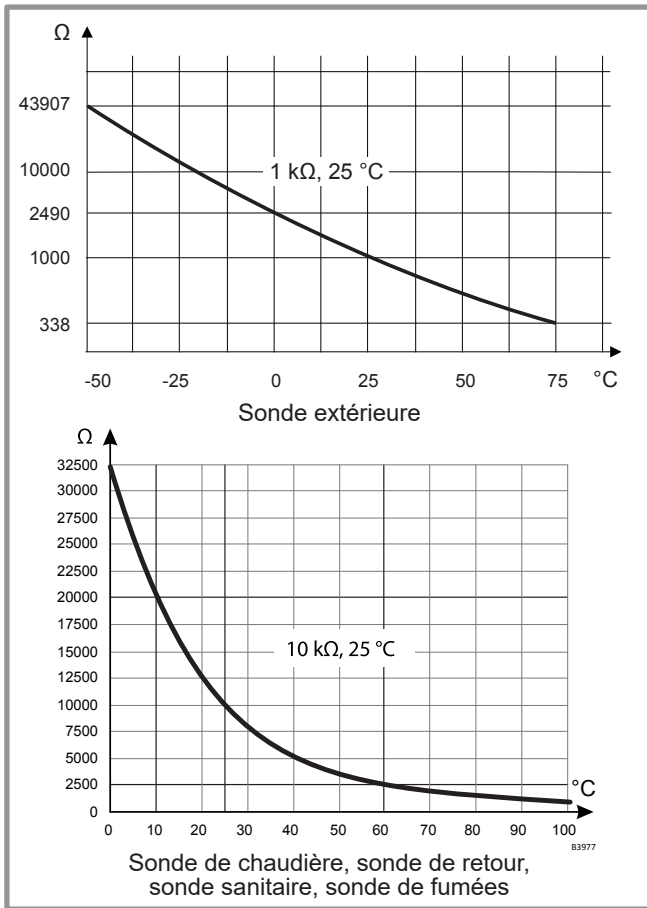 Ω
43907
10000
2490
1000
338
1 kΩ, 25 °C
-50 -25 0 25 50 75 °C
Sonde extérieure
Ω
32500
30000
27500
25000
22500
20000
17500
15000
12500
10000
7500
5000
2500
0
10 kΩ, 25 °C
°C
0 10 20 30 40 50 60 70 80 90 100
B3977
Sonde de chaudière, sonde de retour,
sonde sanitaire, sonde de fumées